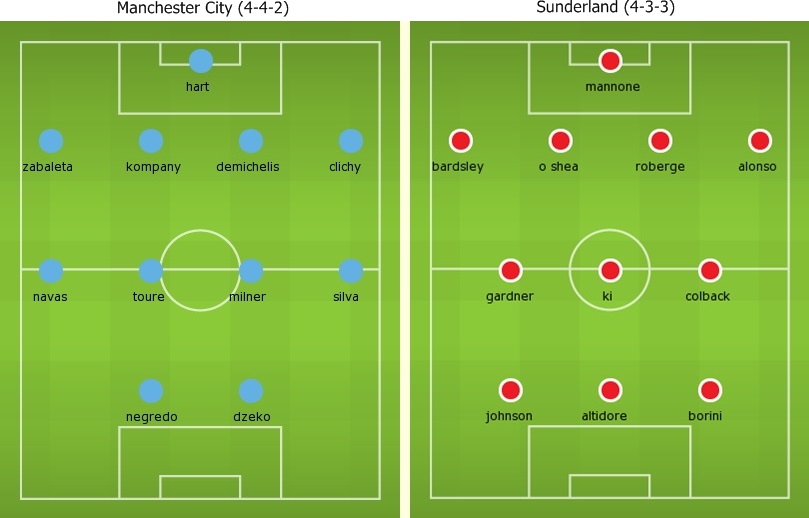 Manchester City (4-4-2)
hart
zabaleta kompany demichelis clichy
navas toure milner silva
negredo dzeko
Sunderland (4-3-3)
mannone
bardsley o shea roberge alonso
gardner ki colback
johnson altidore borini